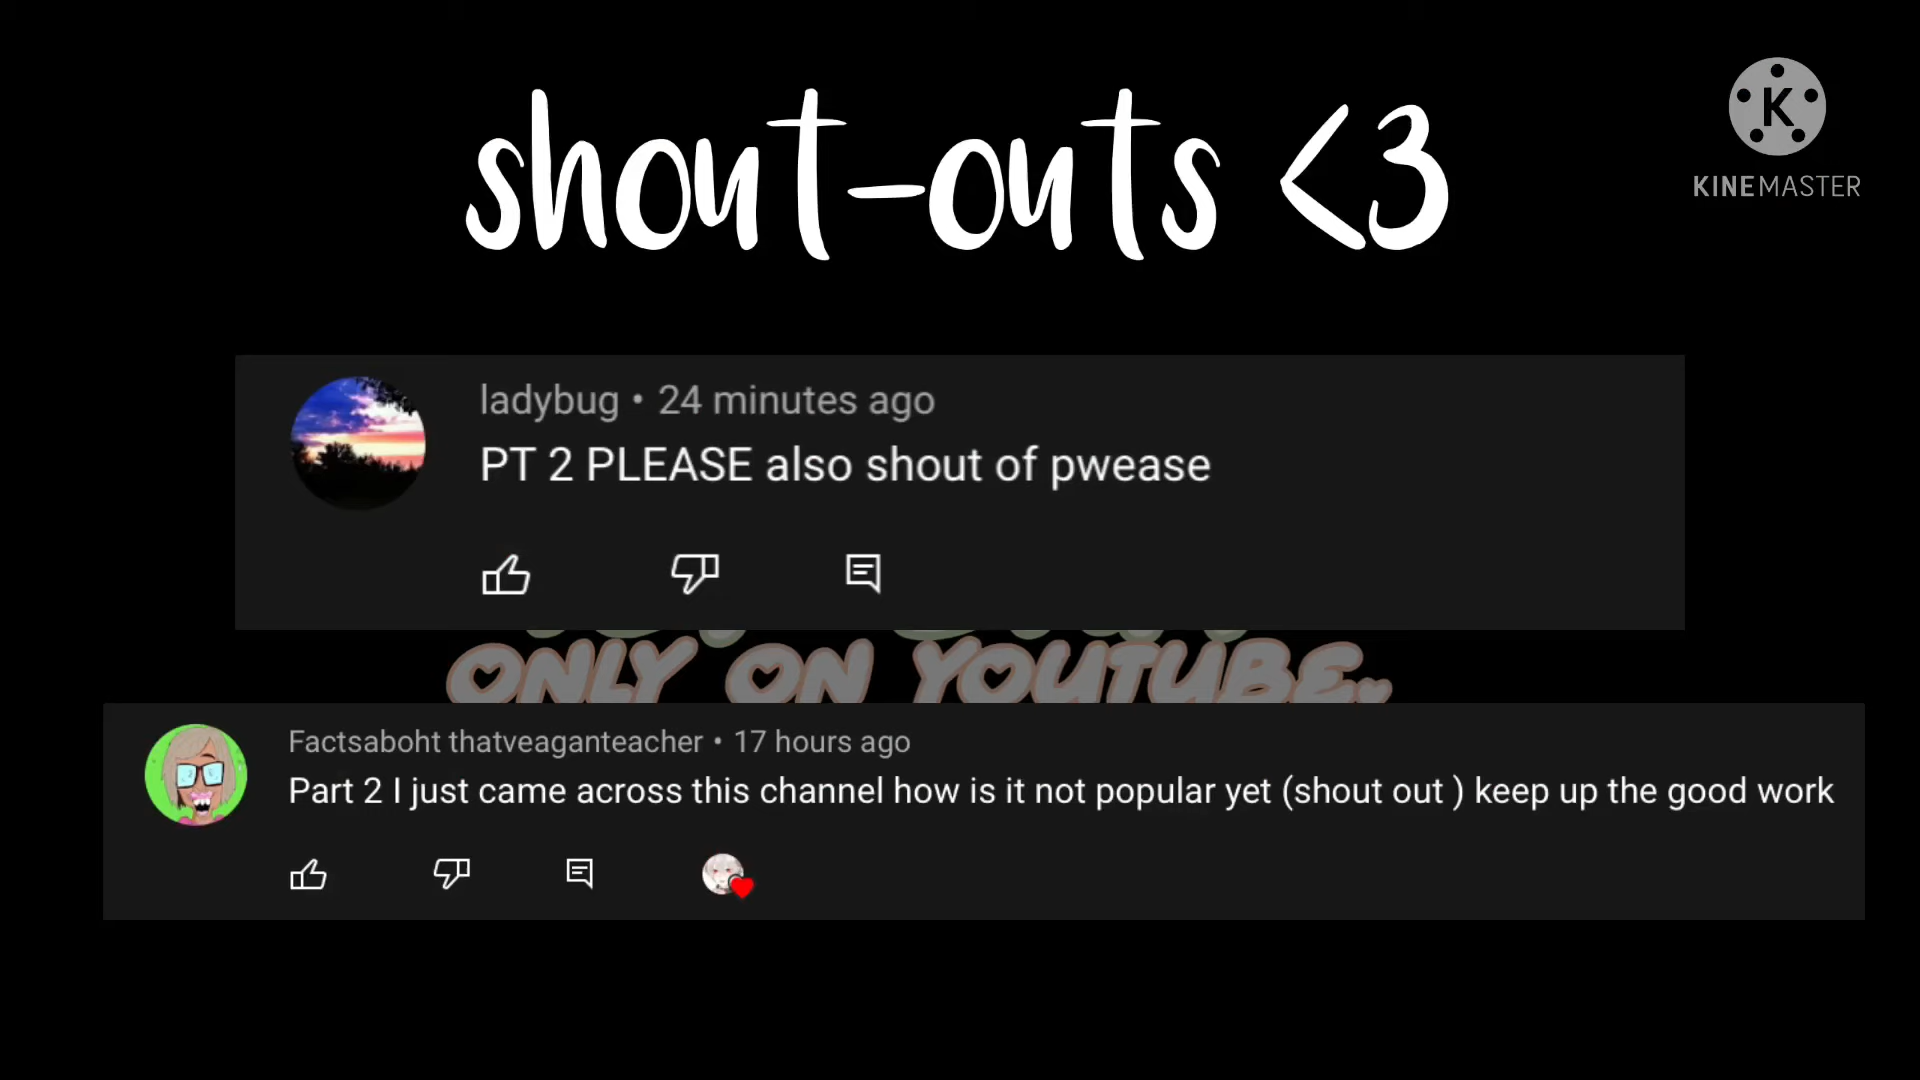 shout-outs <3
K
KINEMASTER
ladybug • 24 minutes ago
PT 2 PLEASE also shout of pwease
ONLY ON YOUTUBE.
Factsaboht thatveaganteacher • 17 hours ago
Part 2 I just came across this channel how is it not popular yet (shout out ) keep up the good work